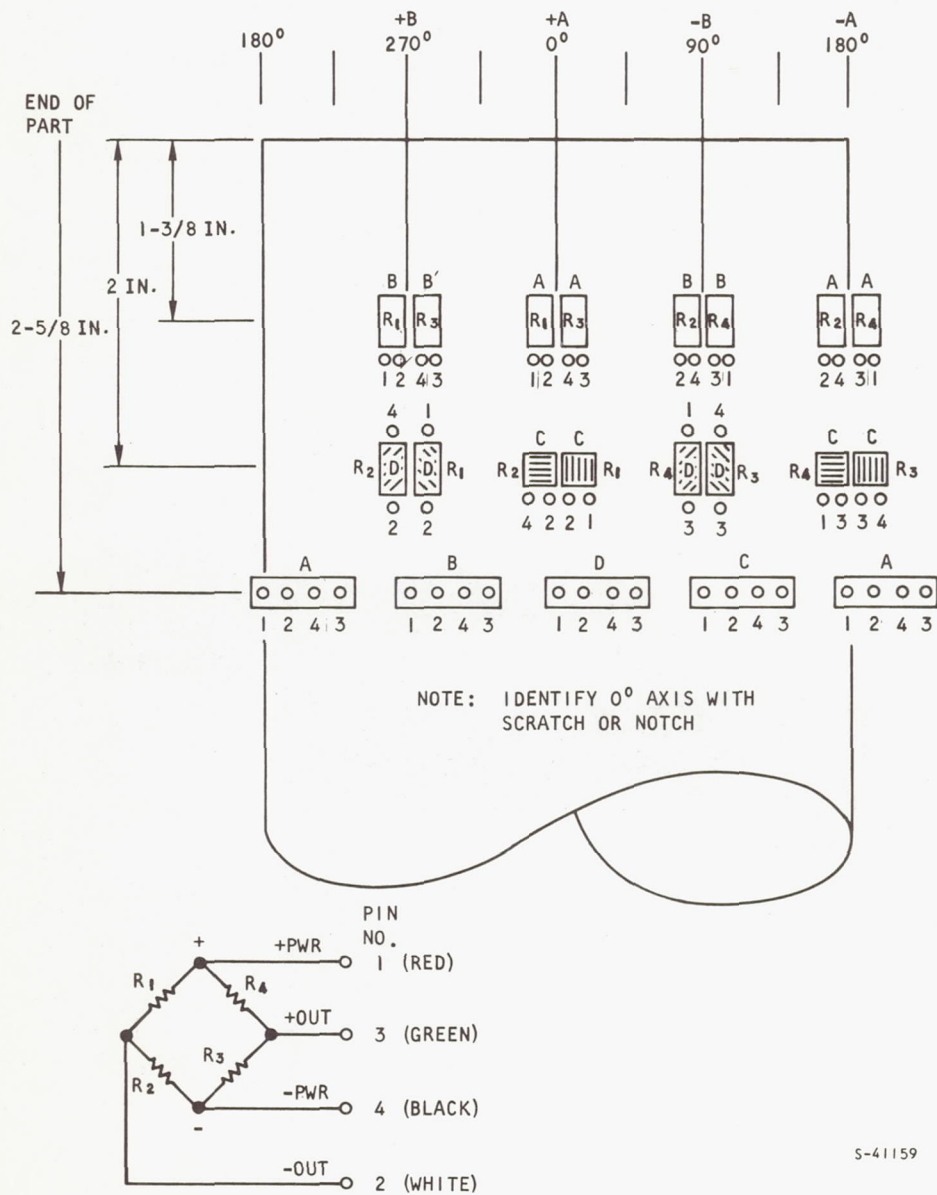 +B +A -B -A
180° 270° 0° 90° 180°
END OF
PART
1-3/8 IN.
2 IN.
2-5/8 IN.
B B' A A B B A A
R1 R3 R1 R3 R2 R4 R2 R4
1 2 4 3 1 2 4 3 2 4 3 1 2 4 3 1
4 1 1 4
C C C C
R2 D D R1 R2 R1 R4 D D R3 R4 R3
2 2 4 2 2 1 3 3 1 3 3 4
A B D C A
1 2 4 3 1 2 4 3 1 2 4 3 1 2 4 3 1 2 4 3
NOTE: IDENTIFY 0° AXIS WITH
SCRATCH OR NOTCH
PIN
NO.
+ +PWR 1 (RED)
R1 R4
+OUT 3 (GREEN)
R2 R3
-PWR 4 (BLACK)
-
-OUT 2 (WHITE)
S-41159